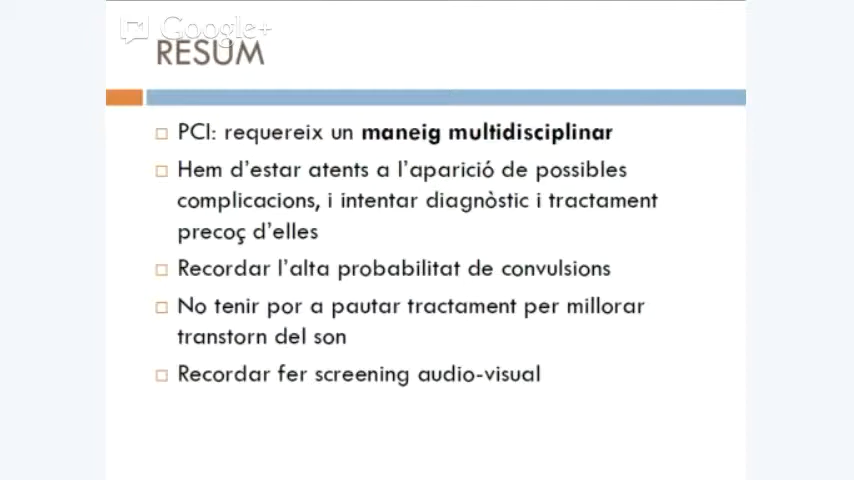 Google+
RESUM
PCI: requereix un maneig multidisciplinar
Hem d'estar atents a l'aparició de possibles
complicacions, i intentar diagnòstic i tractament
precoç d'elles
Recordar l'alta probabilitat de convulsions
No tenir por a pautar tractament per millorar
transtorn del son
Recordar fer screening audio-visual